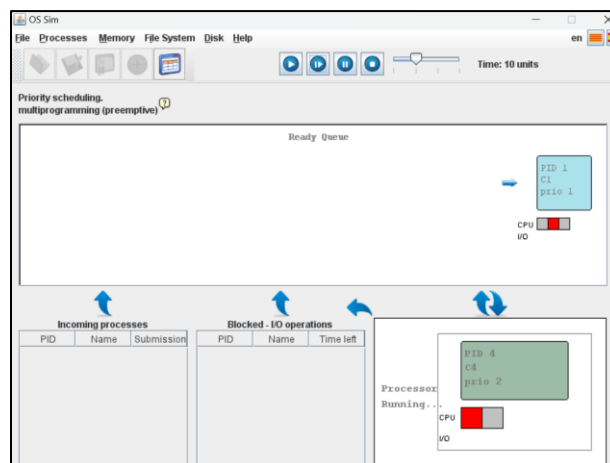 OS Sim
File Processes Memory File System Disk Help
en
Time: 10 units
Priority scheduling.
multiprogramming (preemptive)
Ready Queue
PID 1
C1
prio 1
CPU
I/O
Incoming processes
PID Name Submission
Blocked - I/O operations
PID Name Time left
Processor
Running...
PID 4
C4
prio 2
CPU
I/O